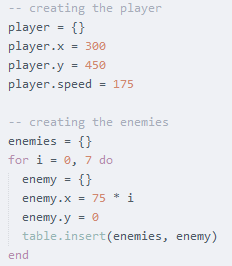 -- creating the player
player = {}
player.x = 300
player.y = 450
player.speed = 175

-- creating the enemies
enemies = {}
for i = 0, 7 do
  enemy = {}
  enemy.x = 75 * i
  enemy.y = 0
  table.insert(enemies, enemy)
end